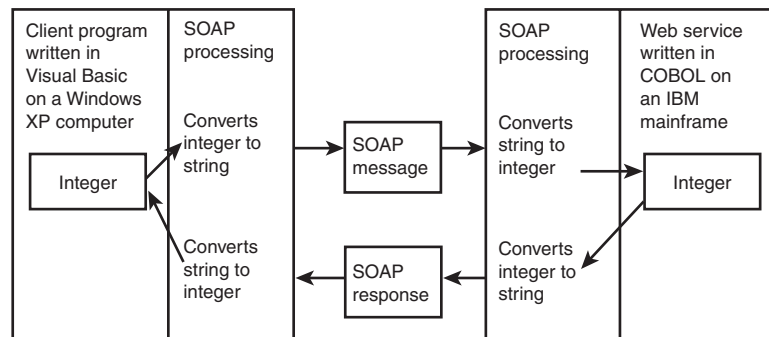 Client program
written in
Visual Basic
on a Windows
XP computer
Integer
SOAP
processing
Converts
integer to
string
Converts
string to
integer
SOAP
message
SOAP
response
SOAP
processing
Converts
string to
integer
Converts
integer to
string
Web service
written in
COBOL on
an IBM
mainframe
Integer